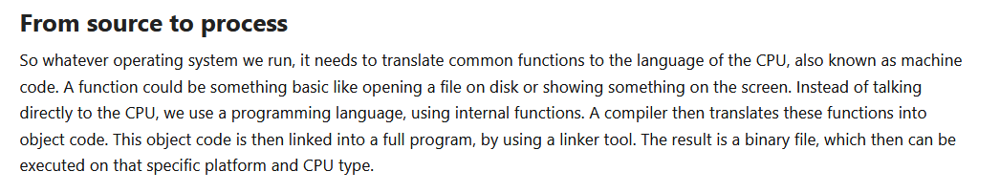 From source to process
So whatever operating system we run, it needs to translate common functions to the language of the CPU, also known as machine
code. A function could be something basic like opening a file on disk or showing something on the screen. Instead of talking
directly to the CPU, we use a programming language, using internal functions. A compiler then translates these functions into
object code. This object code is then linked into a full program, by using a linker tool. The result is a binary file, which then can be
executed on that specific platform and CPU type.